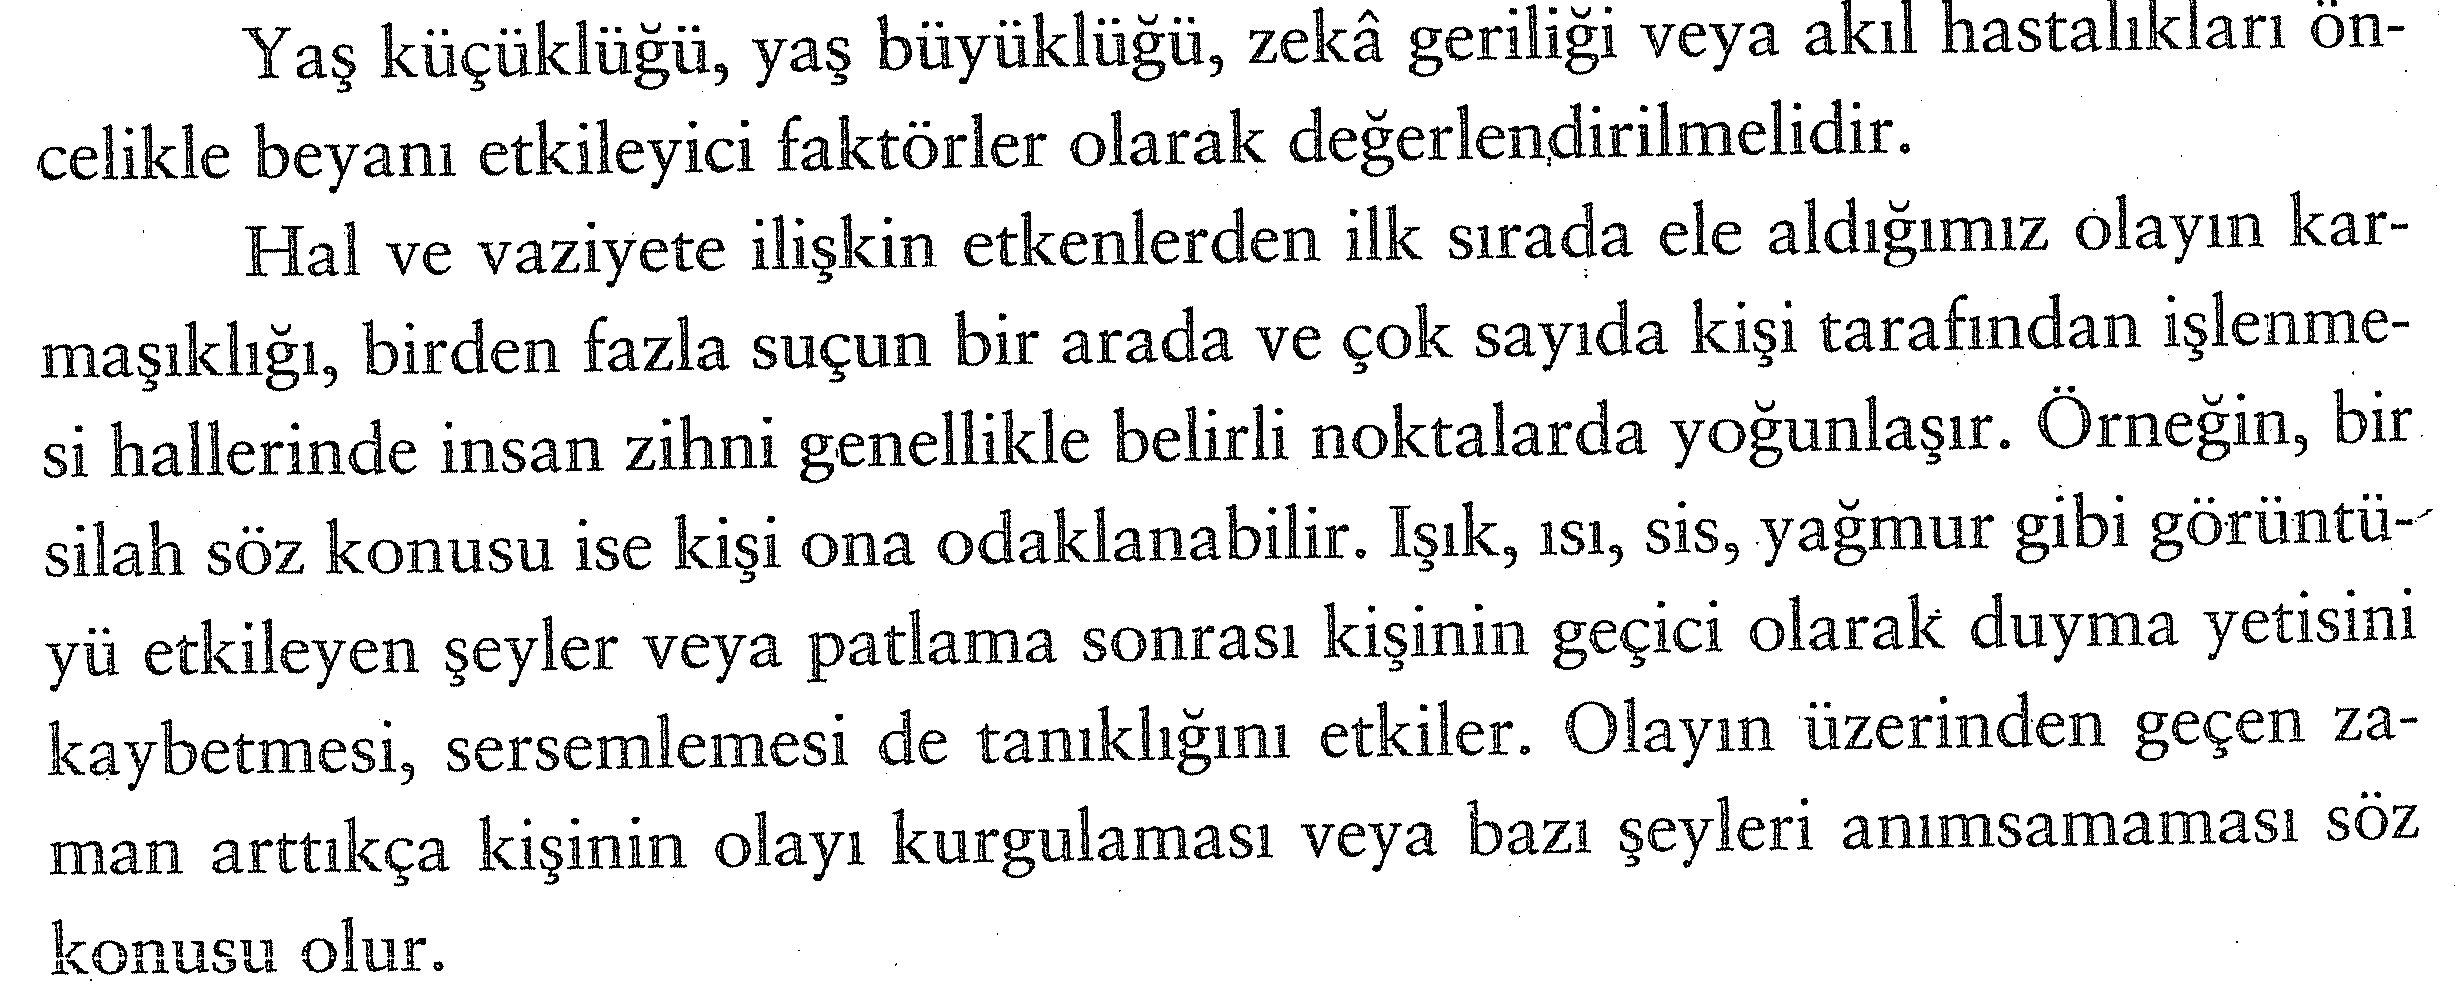 Yaş küçüklüğü, yaş büyüklüğü, zekâ geriliği veya akıl hastalıkları ön-
celikle beyanı etkileyici faktörler olarak değerlendirilmelidir.
Hal ve vaziyete ilişkin etkenlerden ilk sırada ele aldığımız olayın kar-
maşıklığı, birden fazla suçun bir arada ve çok sayıda kişi tarafından işlenme-
si hallerinde insan zihni genellikle belirli noktalarda yoğunlaşır. Örneğin, bir
silah söz konusu ise kişi ona odaklanabilir. Işık, ısı, sis, yağmur gibi görüntü-
yü etkileyen şeyler veya patlama sonrası kişinin geçici olarak duyma yetisini
kaybetmesi, sersemlemesi de tanıklığını etkiler. Olayın üzerinden geçen za-
man arttıkça kişinin olayı kurgulaması veya bazı şeyleri anımsamaması söz
konusu olur.